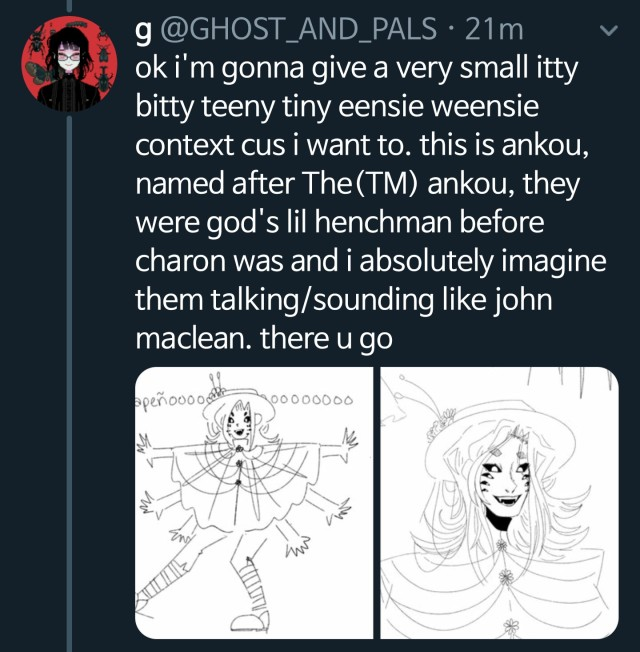 g @GHOST_AND_PALS · 21m
ok i'm gonna give a very small itty
bitty teeny tiny eensie weensie
context cus i want to. this is ankou,
named after The(TM) ankou, they
were god's lil henchman before
charon was and i absolutely imagine
them talking/sounding like john
maclean. there u go
apeñoooo ooooooooo